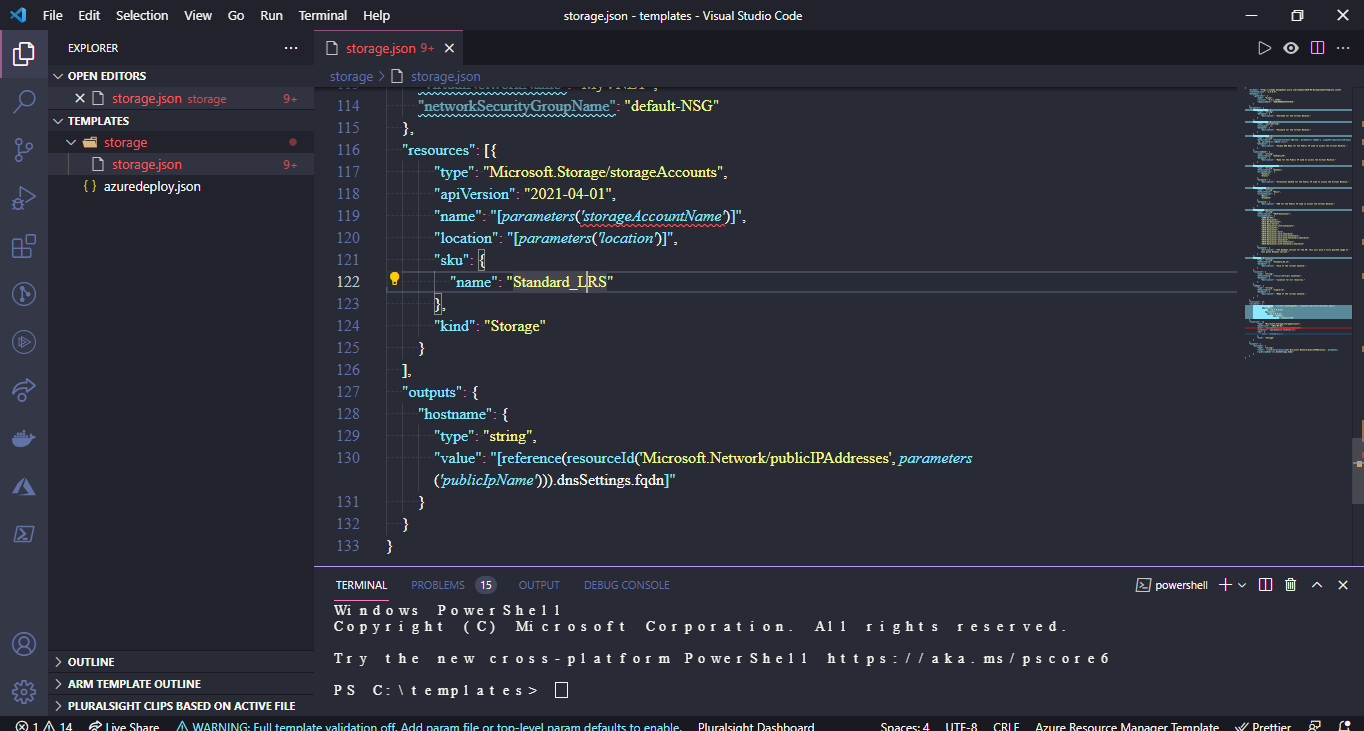 File Edit Selection View Go Run Terminal Help storage.json - templates - Visual Studio Code
EXPLORER
storage.json 9+
OPEN EDITORS
storage.json storage 9+
TEMPLATES
storage
storage.json 9+
azuredeploy.json
OUTLINE
ARM TEMPLATE OUTLINE
PLURALSIGHT CLIPS BASED ON ACTIVE FILE
storage > storage.json
114 "networkSecurityGroupName": "default-NSG"
115 },
116 "resources": [{
117 "type": "Microsoft.Storage/storageAccounts",
118 "apiVersion": "2021-04-01",
119 "name": "[parameters('storageAccountName')]",
120 "location": "[parameters('location')]",
121 "sku": {
122 "name": "Standard_LRS"
123 },
124 "kind": "Storage"
125 }
126 ],
127 "outputs": {
128 "hostname": {
129 "type": "string",
130 "value": "[reference(resourceId('Microsoft.Network/publicIPAddresses', parameters
('publicIpName'))).dnsSettings.fqdn]"
131 }
132 }
133 }
TERMINAL PROBLEMS 15 OUTPUT DEBUG CONSOLE powershell
Windows PowerShell
Copyright (C) Microsoft Corporation. All rights reserved.
Try the new cross-platform PowerShell https://aka.ms/pscore6
PS C:\templates>
1 14 Live Share WARNING: Full template validation off. Add param file or top-level param defaults to enable. Pluralsight Dashboard Spaces: 4 UTF-8 CRLF Azure Resource Manager Template Prettier